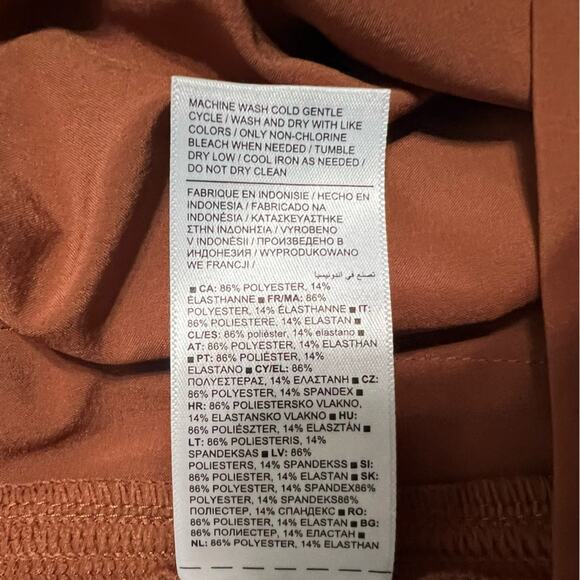 MACHINE WASH COLD GENTLE
CYCLE / WASH AND DRY WITH LIKE
COLORS / ONLY NON-CHLORINE
BLEACH WHEN NEEDED / TUMBLE
DRY LOW / COOL IRON AS NEEDED /
DO NOT DRY CLEAN
FABRIQUE EN INDONISIE / HECHO EN
INDONESIA / FABRICADO NA
INDONÉSIA / ΚΑΤΑΣΚΕΥΑΣΤΗΚΕ
ΣΤΗΝ ΙΝΔΟΝΗΣΙΑ / VYROBENO
V INDONÉSII / ПРОИЗВЕДЕНО В
ИНДОНЕЗИЯ / WYPRODUKOWANO
WE FRANCJI /
تصنع في اندونيسيا
■ CA: 86% POLYESTER, 14%
ÉLASTHANNE ■ FR/MA: 86%
POLYESTER, 14% ÉLASTHANNE ■ IT:
86% POLIESTERE, 14% ELASTAN ■
CL/ES: 86% poliéster, 14% elastano ■
AT: 86% POLYESTER, 14% ELASTHAN
■ PT: 86% POLIÉSTER, 14%
ELASTANO ■ CY/EL: 86%
ΠΟΛΥΕΣΤΕΡΑΣ, 14% ΕΛΑΣΤΑΝΗ ■ CZ:
86% POLYESTER, 14% SPANDEX ■
HR: 86% POLIESTERSKO VLAKNO,
14% ELASTANSKO VLAKNO ■ HU:
86% POLIÉSZTER, 14% ELASZTÁN ■
LT: 86% POLIESTERIS, 14%
SPANDEKSAS ■ LV: 86%
POLIESTERS, 14% SPANDEKSS ■ SI:
86% POLIESTER, 14% ELASTAN ■ SK:
86% POLYESTER, 14% SPANDEX86%
POLYESTER, 14% SPANDEKS86%
ПОЛІЕСТЕР, 14% СПАНДЕКС ■ RO:
86% POLIESTER, 14% ELASTAN ■ BG:
86% ПОЛИЕСТЕР, 14% ЕЛАСТАН ■
NL: 86% POLYESTER, 14% ELASTHAN